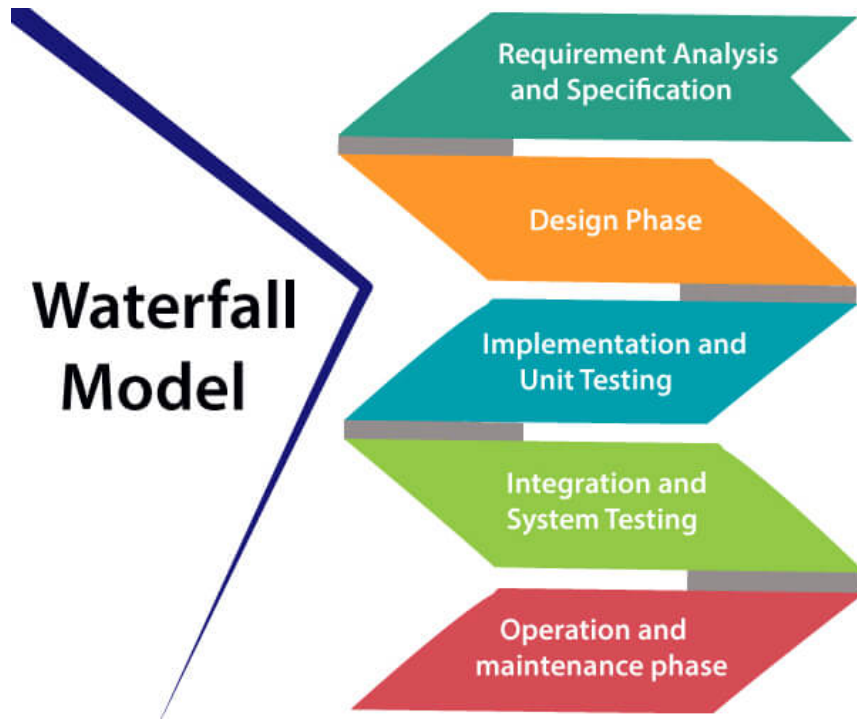 Waterfall
Model
Requirement Analysis
and Specification
Design Phase
Implementation and
Unit Testing
Integration and
System Testing
Operation and
maintenance phase